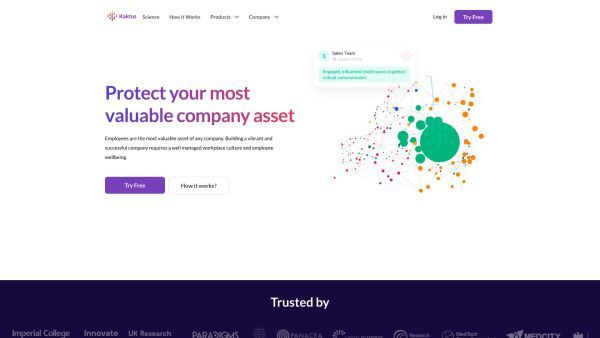 Kaktus Science How It Works Products Company Log in Try Free
S Sales Team
London Office
Engaged, influential (hold teams together)
critical communicator.
Protect your most
valuable company asset
Employees are the most valuable asset of any company. Building a vibrant and
successful company requires a well managed workplace culture and employee
wellbeing.
Try Free How it works?
Trusted by
Imperial College Innovate UK Research PARADIGMS PANACEA Research MedTech MEDCITY